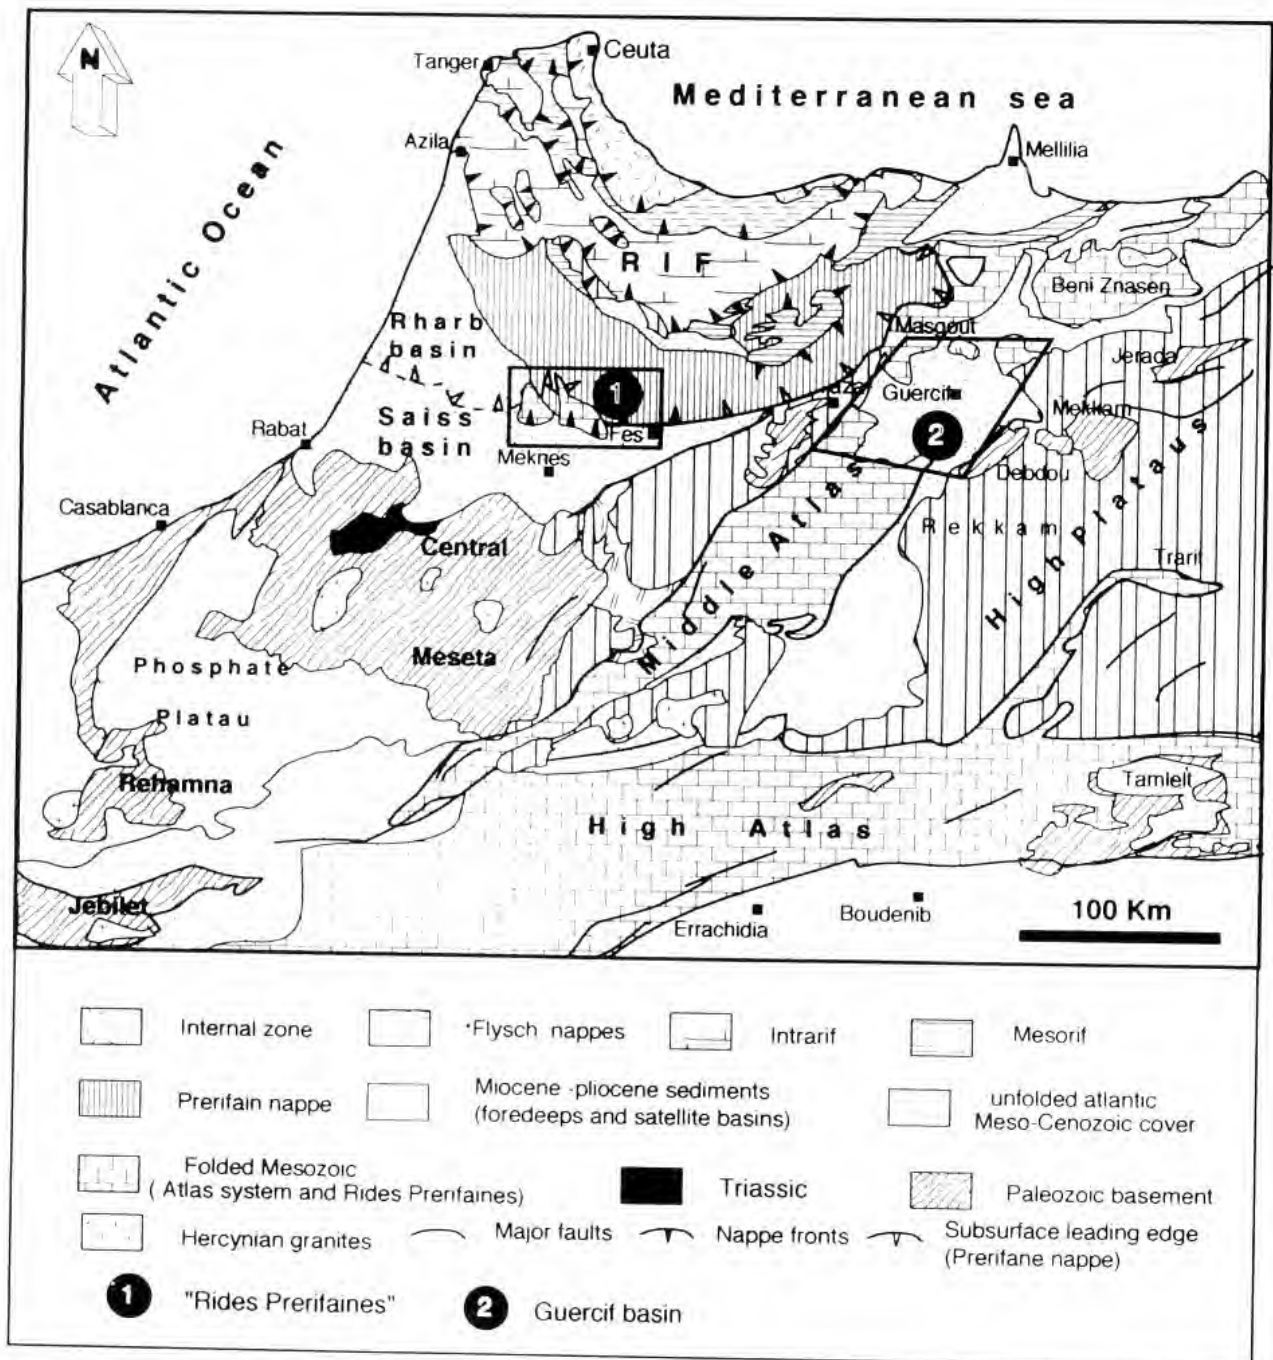 N
Tanger
Ceuta
Mediterranean sea
Azila
Mellilia
Atlantic Ocean
RIF
Beni Znasen
Rharb
basin
Masgout
Jerada
1
Guercif
Mekkam
Saiss
basin
Fes
2
Rabat
Meknes
Debdou
Casablanca
Central
Rekkam
High plataus
Middle Atlas
Trarit
Meseta
Phosphate
Platau
Rehamna
Tamlelt
High Atlas
Jebilet
Errachidia
Boudenib
100 Km
Internal zone
Flysch nappes
Intrarif
Mesorif
Prerifain nappe
Miocene -pliocene sediments
(foredeeps and satellite basins)
unfolded atlantic
Meso-Cenozoic cover
Folded Mesozoic
( Atlas system and Rides Prerifaines)
Triassic
Paleozoic basement
Hercynian granites
Major faults
Nappe fronts
Subsurface leading edge
(Prerifane nappe)
1 "Rides Prerifaines"
2 Guercif basin